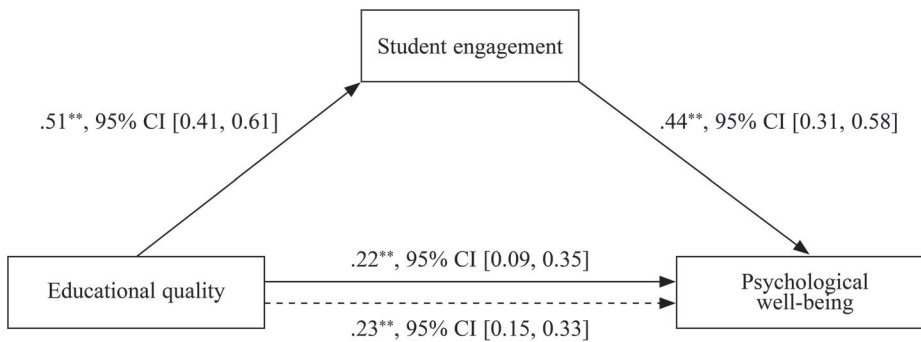 Student engagement
.51**, 95% CI [0.41, 0.61]
.44**, 95% CI [0.31, 0.58]
.22**, 95% CI [0.09, 0.35]
Educational quality
Psychological
well-being
.23**, 95% CI [0.15, 0.33]